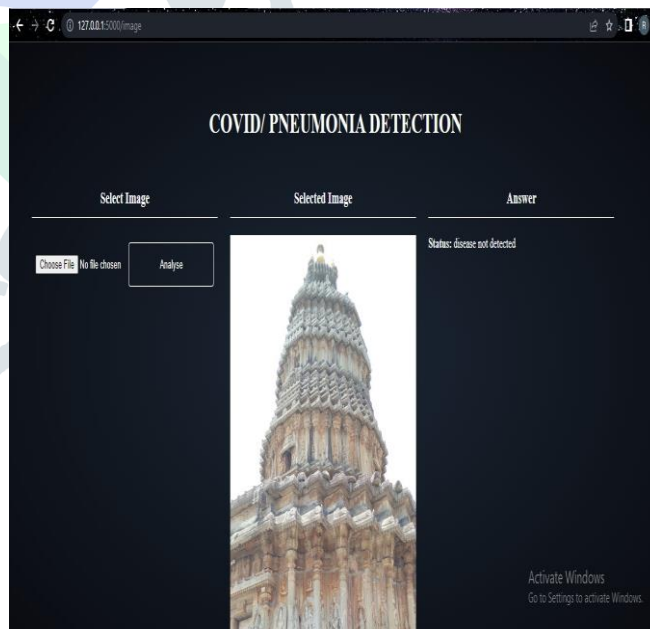 127.0.0.1:5000/image
R
COVID/ PNEUMONIA DETECTION
Select Image
Selected Image
Answer
Choose File No file chosen
Analyse
Status: disease not detected
Activate Windows
Go to Settings to activate Windows.